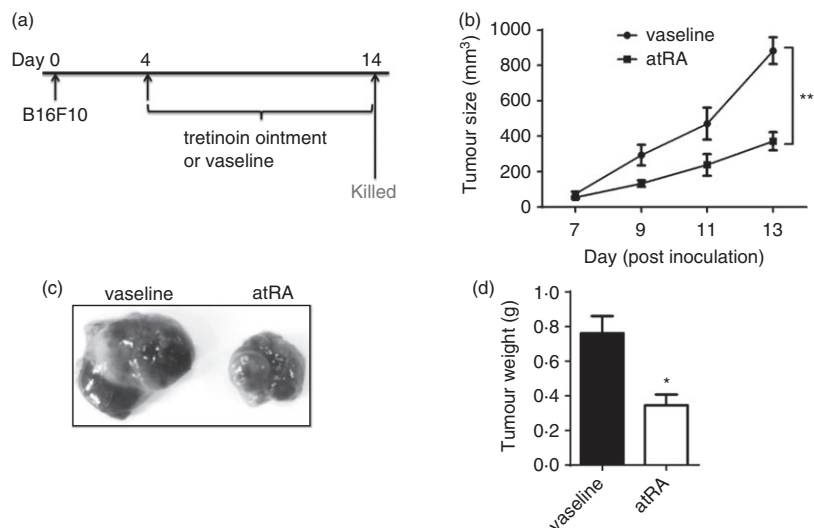 (a)
Day 0 4 14
B16F10
tretinoin ointment
or vaseline
Killed
(b)
Tumour size (mm³)
1000
800
600
400
200
0
vaseline
atRA
**
7 9 11 13
Day (post inoculation)
(c)
vaseline atRA
(d)
Tumour weight (g)
1·0
0·8
0·6
0·4
0·2
0·0
*
vaseline
atRA